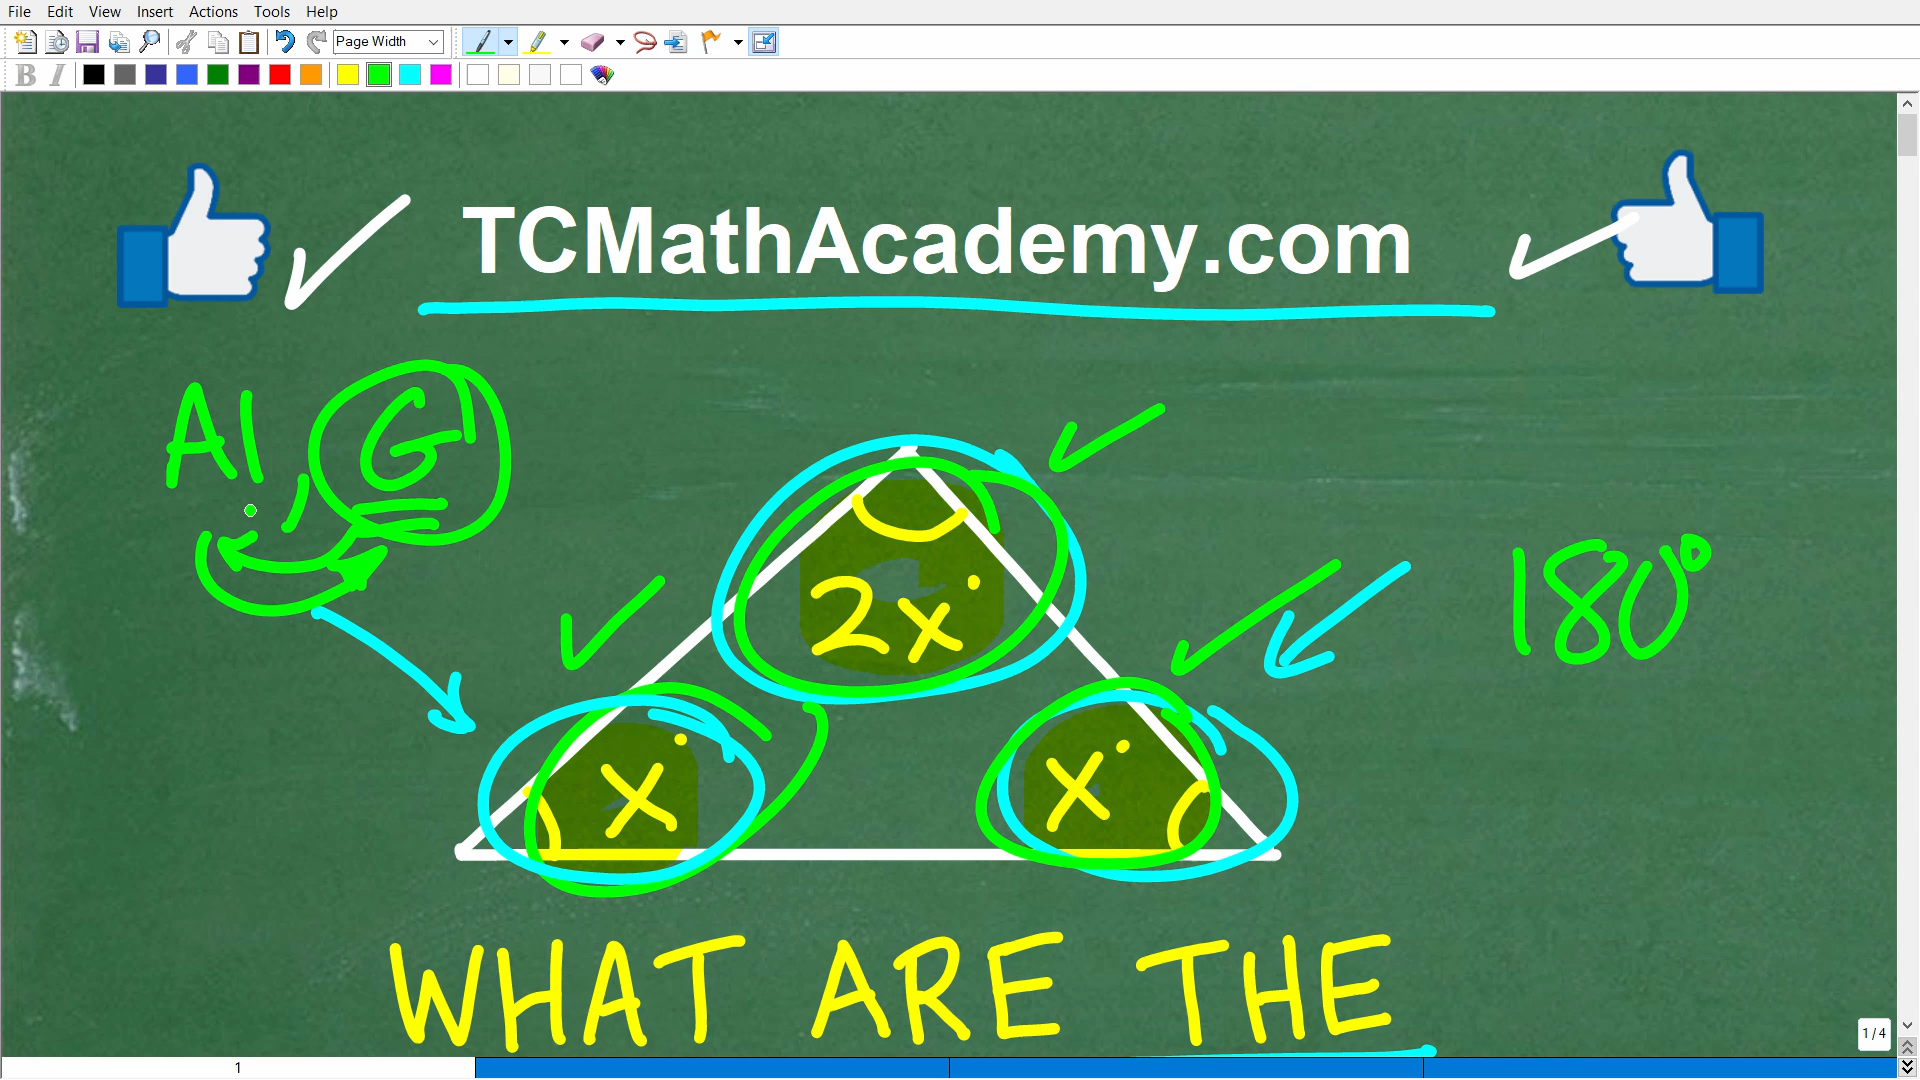 File Edit View Insert Actions Tools Help
Page Width
B I
TCMathAcademy.com
Al, G
2x°
180°
x° x°
WHAT ARE THE
1 / 4
1